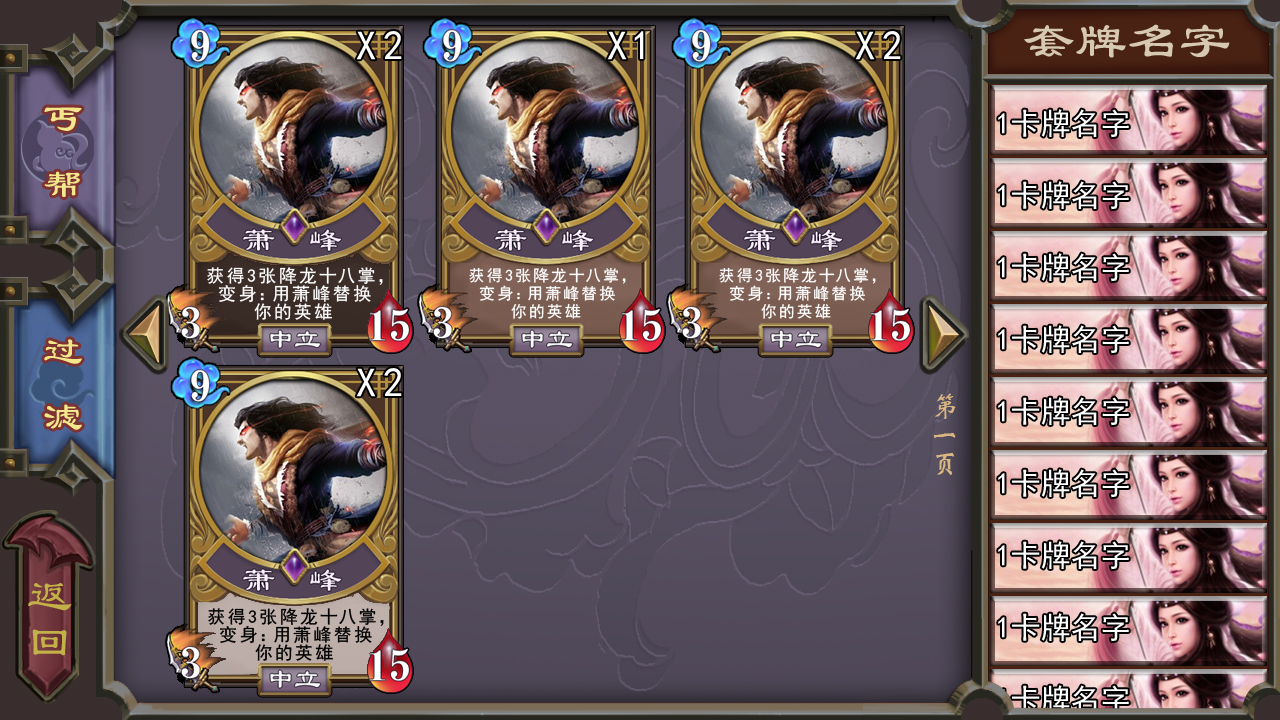 丐帮
过滤
返回
9
X2
萧峰
获得3张降龙十八掌，
变身：用萧峰替换
你的英雄
3
中立
15
9
X1
萧峰
获得3张降龙十八掌，
变身：用萧峰替换
你的英雄
3
中立
15
9
X2
萧峰
获得3张降龙十八掌，
变身：用萧峰替换
你的英雄
3
中立
15
9
X2
萧峰
获得3张降龙十八掌，
变身：用萧峰替换
你的英雄
3
中立
15
第一页
套牌名字
1卡牌名字
1卡牌名字
1卡牌名字
1卡牌名字
1卡牌名字
1卡牌名字
1卡牌名字
1卡牌名字
1卡牌名字